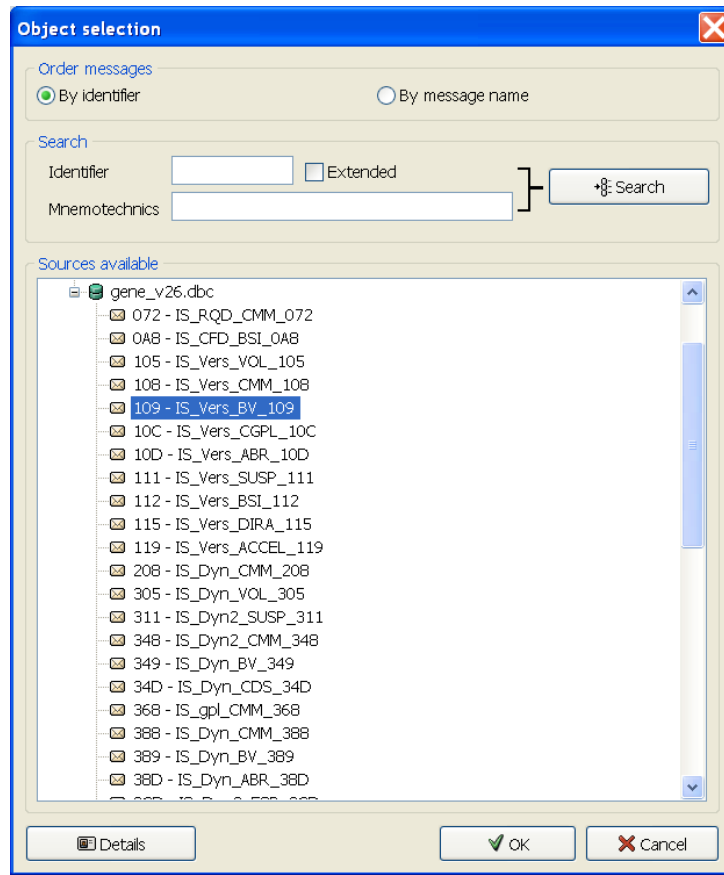 Object selection
Order messages
By identifier By message name
Search
Identifier Extended
Search
Mnemotechnics
Sources available
gene_v26.dbc
072 - IS_RQD_CMM_072
0A8 - IS_CFD_BSI_0A8
105 - IS_Vers_VOL_105
108 - IS_Vers_CMM_108
109 - IS_Vers_BV_109
10C - IS_Vers_CGPL_10C
10D - IS_Vers_ABR_10D
111 - IS_Vers_SUSP_111
112 - IS_Vers_BSI_112
115 - IS_Vers_DIRA_115
119 - IS_Vers_ACCEL_119
208 - IS_Dyn_CMM_208
305 - IS_Dyn_VOL_305
311 - IS_Dyn2_SUSP_311
348 - IS_Dyn2_CMM_348
349 - IS_Dyn_BV_349
34D - IS_Dyn_CDS_34D
368 - IS_gpl_CMM_368
388 - IS_Dyn_CMM_388
389 - IS_Dyn_BV_389
38D - IS_Dyn_ABR_38D
Details OK Cancel